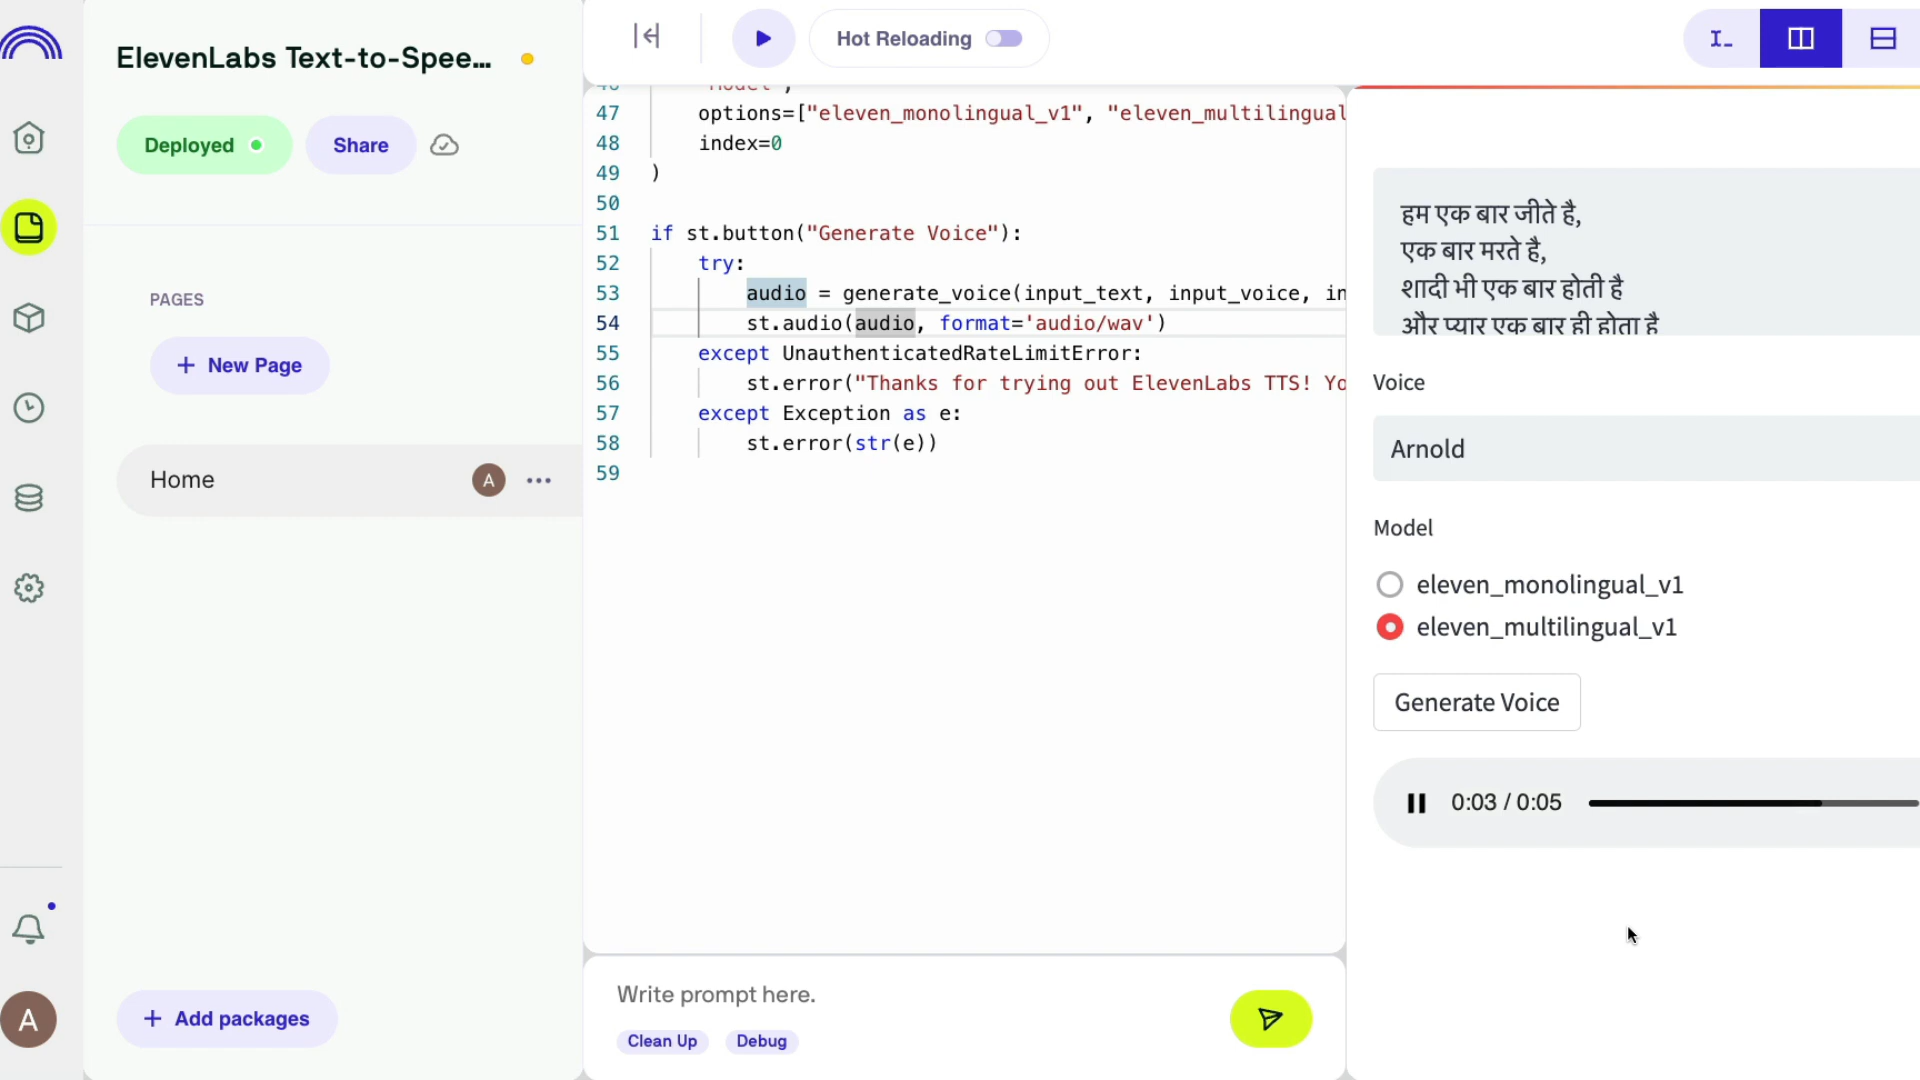 ElevenLabs Text-to-Spee...
Deployed
Share
PAGES
+ New Page
Home
A
+ Add packages
A
Hot Reloading
47 options=["eleven_monolingual_v1", "eleven_multilingual
48 index=0
49 )
50
51 if st.button("Generate Voice"):
52 try:
53 audio = generate_voice(input_text, input_voice, in
54 st.audio(audio, format='audio/wav')
55 except UnauthenticatedRateLimitError:
56 st.error("Thanks for trying out ElevenLabs TTS! Yo
57 except Exception as e:
58 st.error(str(e))
59
Write prompt here.
Clean Up
Debug
हम एक बार जीते है,
एक बार मरते है,
शादी भी एक बार होती है
और प्यार एक बार ही होता है
Voice
Arnold
Model
eleven_monolingual_v1
eleven_multilingual_v1
Generate Voice
0:03 / 0:05